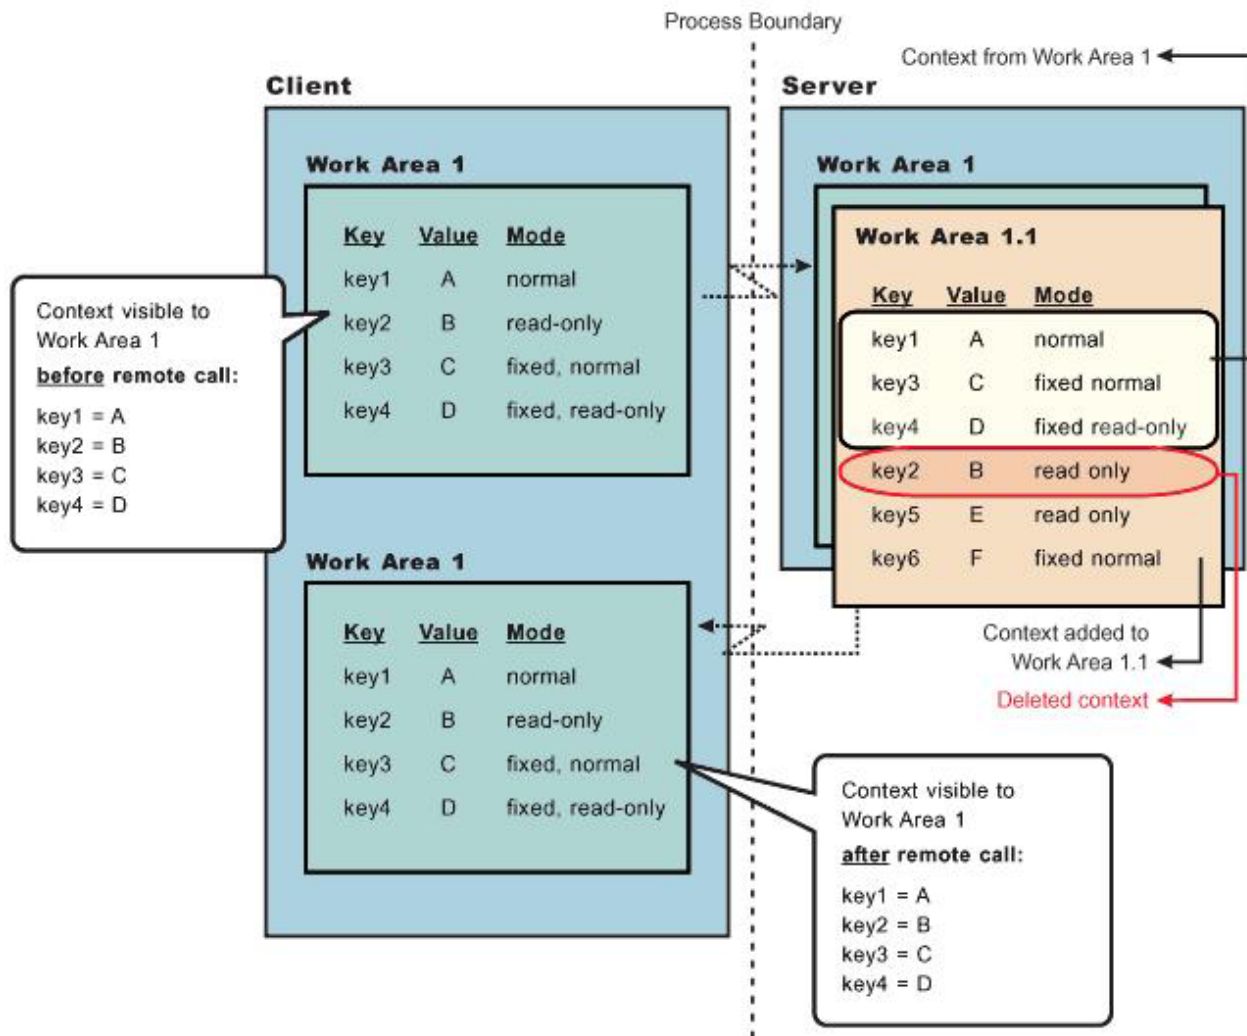 Process Boundary
Context from Work Area 1
Client
Server
Work Area 1
Key Value Mode
key1 A normal
key2 B read-only
key3 C fixed, normal
key4 D fixed, read-only
Context visible to
Work Area 1
before remote call:
key1 = A
key2 = B
key3 = C
key4 = D
Work Area 1
Work Area 1.1
Key Value Mode
key1 A normal
key3 C fixed normal
key4 D fixed read-only
key2 B read only
key5 E read only
key6 F fixed normal
Context added to
Work Area 1.1
Deleted context
Work Area 1
Key Value Mode
key1 A normal
key2 B read-only
key3 C fixed, normal
key4 D fixed, read-only
Context visible to
Work Area 1
after remote call:
key1 = A
key2 = B
key3 = C
key4 = D